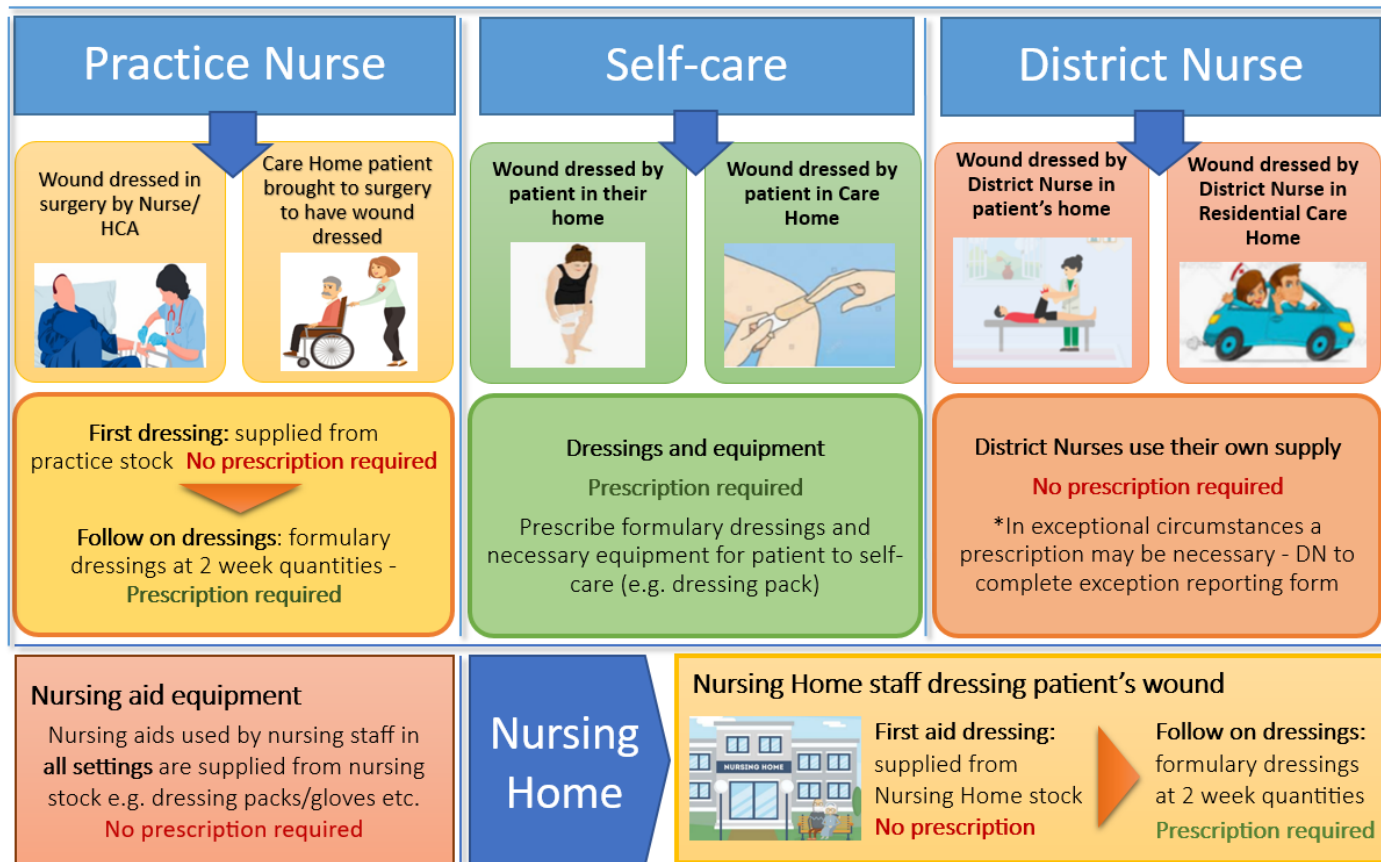 Practice Nurse
Wound dressed in
surgery by Nurse/
HCA
Care Home patient
brought to surgery
to have wound
dressed
First dressing: supplied from
practice stock No prescription required
Follow on dressings: formulary
dressings at 2 week quantities -
Prescription required
Self-care
Wound dressed by
patient in their
home
Wound dressed by
patient in Care
Home
Dressings and equipment
Prescription required
Prescribe formulary dressings and
necessary equipment for patient to self-
care (e.g. dressing pack)
District Nurse
Wound dressed by
District Nurse in
patient's home
Wound dressed by
District Nurse in
Residential Care
Home
District Nurses use their own supply
No prescription required
*In exceptional circumstances a
prescription may be necessary - DN to
complete exception reporting form
Nursing aid equipment
Nursing aids used by nursing staff in
all settings are supplied from nursing
stock e.g. dressing packs/gloves etc.
No prescription required
Nursing
Home
Nursing Home staff dressing patient's wound
NURSING HOME
First aid dressing:
supplied from
Nursing Home stock
No prescription
Follow on dressings:
formulary dressings
at 2 week quantities
Prescription required